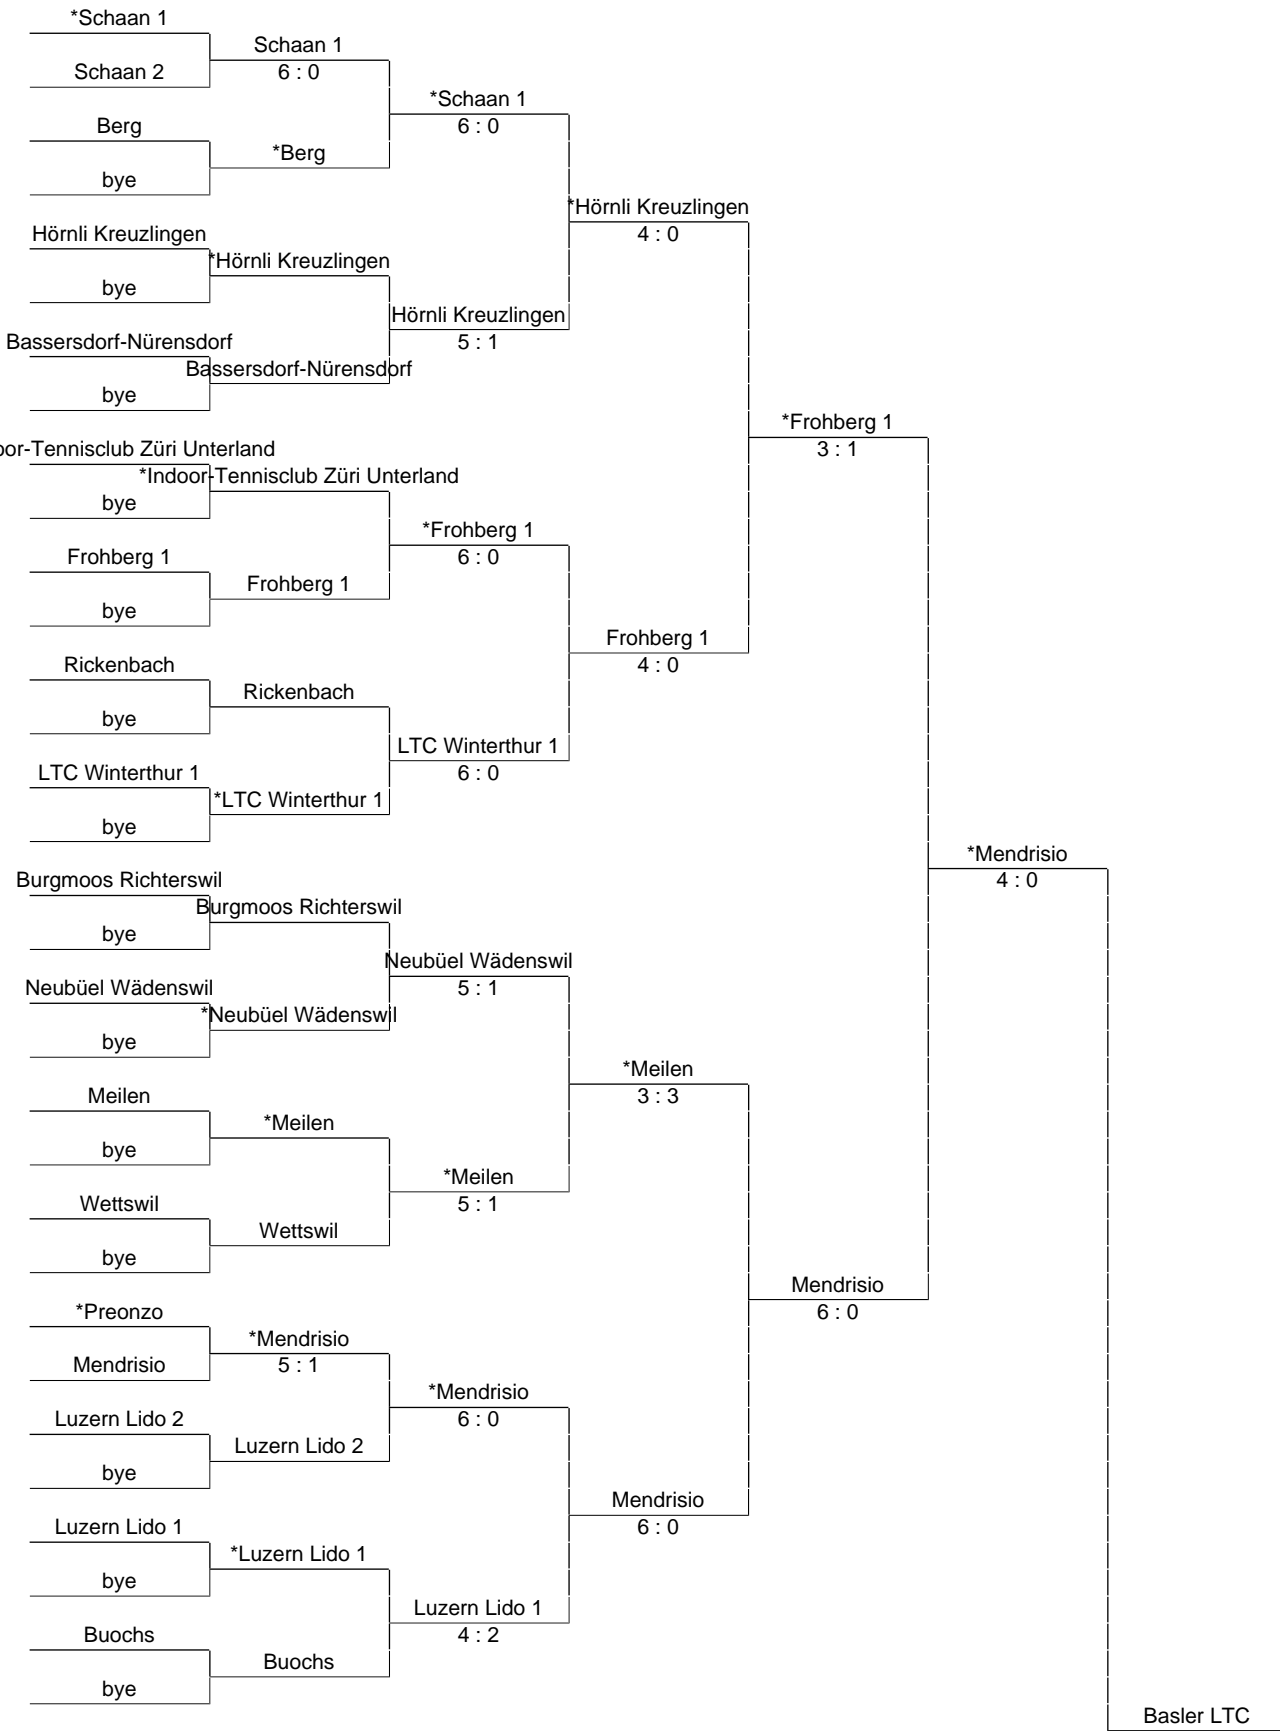 *Schaan 1
Schaan 1
Schaan 2
6 : 0
*Schaan 1
Berg
6 : 0
*Berg
bye
*Hörnli Kreuzlingen
Hörnli Kreuzlingen
4 : 0
*Hörnli Kreuzlingen
bye
Hörnli Kreuzlingen
Bassersdorf-Nürensdorf
5 : 1
Bassersdorf-Nürensdorf
bye
*Frohberg 1
oor-Tennisclub Züri Unterland
3 : 1
*Indoor-Tennisclub Züri Unterland
bye
*Frohberg 1
Frohberg 1
6 : 0
Frohberg 1
bye
Frohberg 1
Rickenbach
4 : 0
Rickenbach
bye
LTC Winterthur 1
LTC Winterthur 1
6 : 0
*LTC Winterthur 1
bye
*Mendrisio
Burgmoos Richterswil
4 : 0
Burgmoos Richterswil
bye
Neubüel Wädenswil
Neubüel Wädenswil
5 : 1
*Neubüel Wädenswil
bye
*Meilen
Meilen
3 : 3
*Meilen
bye
*Meilen
Wettswil
5 : 1
Wettswil
bye
Mendrisio
*Preonzo
6 : 0
*Mendrisio
Mendrisio
5 : 1
*Mendrisio
Luzern Lido 2
6 : 0
Luzern Lido 2
bye
Mendrisio
Luzern Lido 1
6 : 0
*Luzern Lido 1
bye
Luzern Lido 1
Buochs
4 : 2
Buochs
bye
Basler LTC